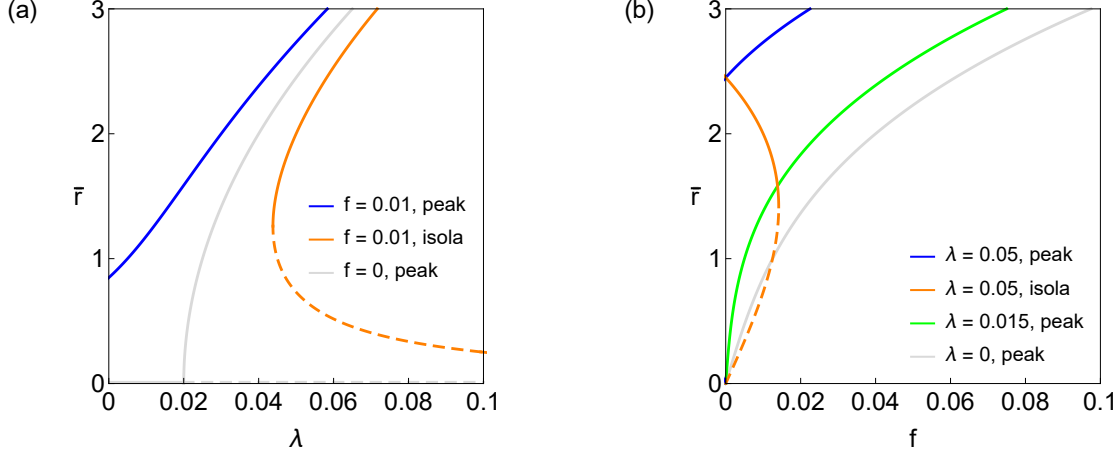 (a)
3
2
r̄
1
0
0
0.02
0.04
0.06
0.08
0.1
λ
f = 0.01, peak
f = 0.01, isola
f = 0, peak
(b)
3
2
r̄
1
0
0
0.02
0.04
0.06
0.08
0.1
f
λ = 0.05, peak
λ = 0.05, isola
λ = 0.015, peak
λ = 0, peak